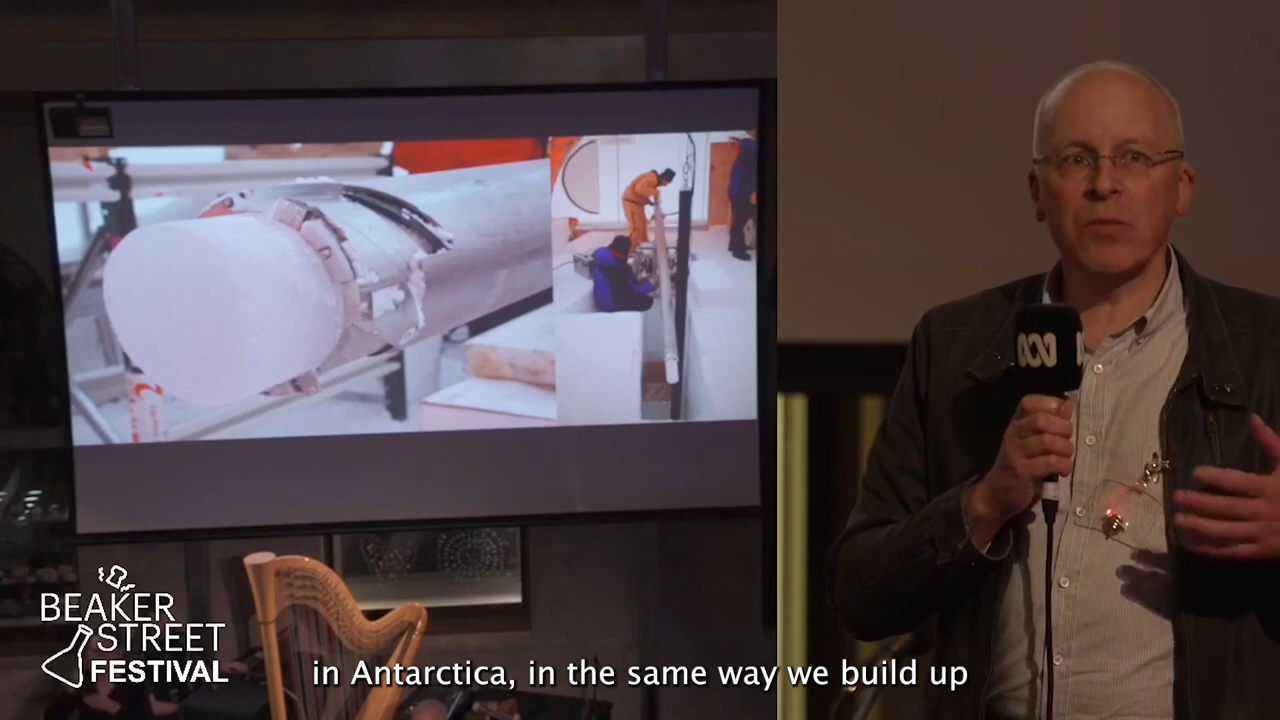 BEAKER
STREET
FESTIVAL
in Antarctica, in the same way we build up